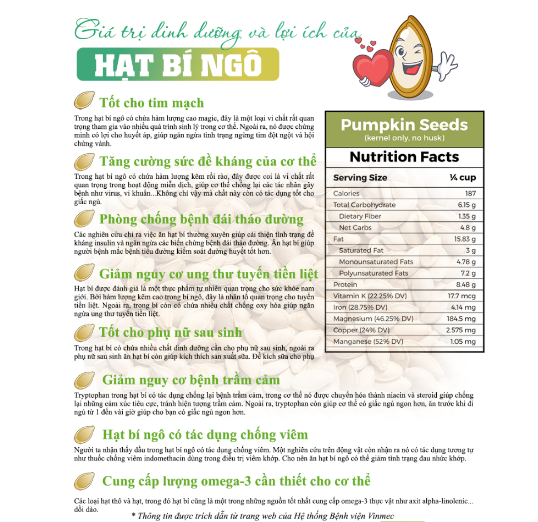 Giá trị dinh dưỡng và lợi ích của
HẠT BÍ NGÔ
Tốt cho tim mạch
Trong hạt bí ngô có chứa hàm lượng cao magie, đây là một loại vi chất rất quan
trọng tham gia vào nhiều quá trình sinh lý trong cơ thể. Ngoài ra, nó được chứng
minh có lợi cho huyết áp, giúp ngăn ngừa tình trạng ngừng tim đột ngột và hội
chứng vành.
Tăng cường sức đề kháng của cơ thể
Trong hạt bí ngô có chứa hàm lượng kẽm rồi rào, đây được coi là vi chất rất
quan trọng trong hoạt động miễn dịch, giúp cơ thể chống lại các tác nhân gây
bệnh như virus, vi khuẩn...Không chỉ vậy mà chất này còn có tác dụng tốt cho
giấc ngủ.
Phòng chống bệnh đái tháo đường
Các nghiên cứu chỉ ra việc ăn hạt bí thường xuyên giúp cải thiện tình trạng đề
kháng insulin và ngăn ngừa các biến chứng bệnh đái tháo đường. Ăn hạt bí giúp
người bệnh mắc bệnh tiểu đường kiểm soát đường huyết tốt hơn.
Giảm nguy cơ ung thư tuyến tiền liệt
Hạt bí được đánh giá là một thực phẩm tự nhiên quan trọng cho sức khỏe nam
giới. Bởi hàm lượng kẽm cao trong bí ngô, đây là nhân tố quan trọng cho tuyến
tiền liệt. Ngoài ra, trong bí còn có chứa nhiều chất chống oxy hóa giúp ngăn
ngừa ung thư tuyến tiền liệt.
Tốt cho phụ nữ sau sinh
Trong hạt bí có chứa nhiều chất dinh dưỡng cần cho phụ nữ sau sinh, ngoài ra
phụ nữ sau sinh ăn hạt bí còn giúp kích thích sản xuất sữa. Để kích sữa cho phụ
Giảm nguy cơ bệnh trầm cảm
Tryptophan trong hạt bí có tác dụng chống lại bệnh trầm cảm, trong cơ thể nó được chuyển hóa thành niacin và steroid giúp chống
lại những cảm xúc tiêu cực, tránh hiện tượng trầm cảm. Ngoài ra, tryptophan còn giúp cơ thể có giấc ngủ ngon hơn, ăn trước khi đi
ngủ từ 1 đến vài giờ giúp cho bạn có giấc ngủ ngon hơn.
Hạt bí ngô có tác dụng chống viêm
Người ta nhận thấy dầu trong hạt bí ngô có tác dụng chống viêm. Một nghiên cứu trên động vật còn nhận ra nó có tác dụng tương tự
như thuốc chống viêm indomethacin dùng trong điều trị viêm khớp. Cho nên ăn hạt bí ngô có thể giảm tình trạng đau nhức khớp.
Cung cấp lượng omega-3 cần thiết cho cơ thể
Các loại hạt thô và hạt, trong đó hạt bí cũng là một trong những nguồn tốt nhất cung cấp omega-3 thực vật như axit alpha-linolenic...
dồi dào.
* Thông tin được trích dẫn từ trang web của Hệ thống Bệnh viện Vinmec
Pumpkin Seeds
(kernel only, no husk)
Nutrition Facts
Serving Size ¼ cup
Calories 187
Total Carbohydrate 6.15 g
Dietary Fiber 1.35 g
Net Carbs 4.8 g
Fat 15.83 g
Saturated Fat 3 g
Monounsaturated Fats 4.78 g
Polyunsaturated Fats 7.2 g
Protein 8.48 g
Vitamin K (22.25% DV) 17.7 mcg
Iron (28.75% DV) 4.14 mg
Magnesium (46.25% DV) 184.5 mg
Copper (24% DV) 2.575 mg
Manganese (52% DV) 1.05 mg